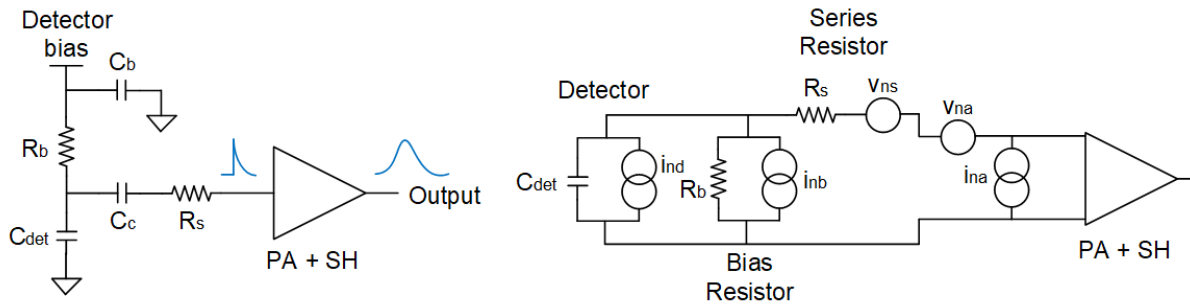 Detector
bias
Cb
Rb
Cc
Rs
Cdet
PA + SH
Output
Series
Resistor
Detector
Rs
vns
vna
Cdet
ind
Rb
inb
ina
PA + SH
Bias
Resistor